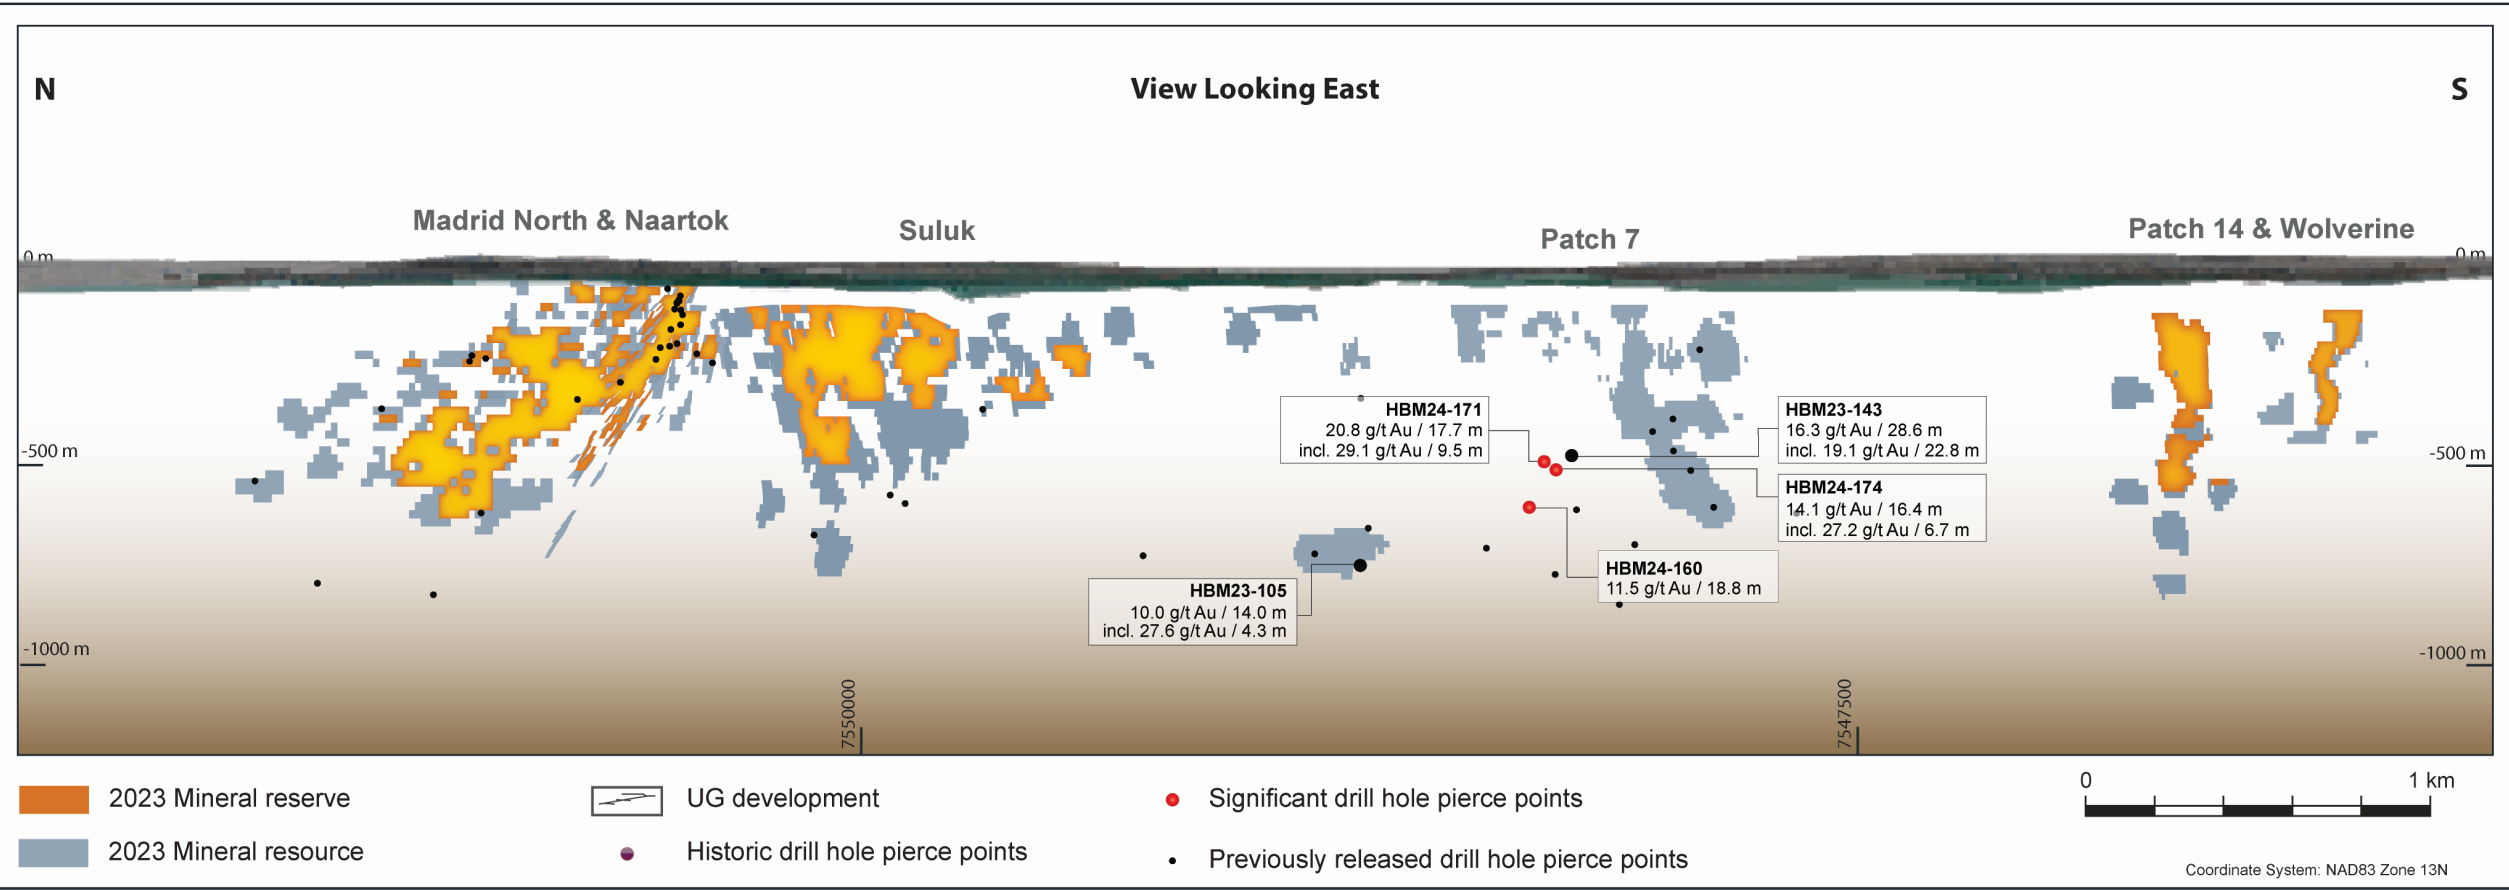 N
View Looking East
S
Madrid North & Naartok
Suluk
Patch 7
Patch 14 & Wolverine
0 m
0 m
HBM24-171
20.8 g/t Au / 17.7 m
incl. 29.1 g/t Au / 9.5 m
HBM23-143
16.3 g/t Au / 28.6 m
incl. 19.1 g/t Au / 22.8 m
-500 m
-500 m
HBM24-174
14.1 g/t Au / 16.4 m
incl. 27.2 g/t Au / 6.7 m
HBM24-160
11.5 g/t Au / 18.8 m
HBM23-105
10.0 g/t Au / 14.0 m
incl. 27.6 g/t Au / 4.3 m
-1000 m
-1000 m
7550000
7547500
2023 Mineral reserve
UG development
Significant drill hole pierce points
0
1 km
2023 Mineral resource
Historic drill hole pierce points
Previously released drill hole pierce points
Coordinate System: NAD83 Zone 13N